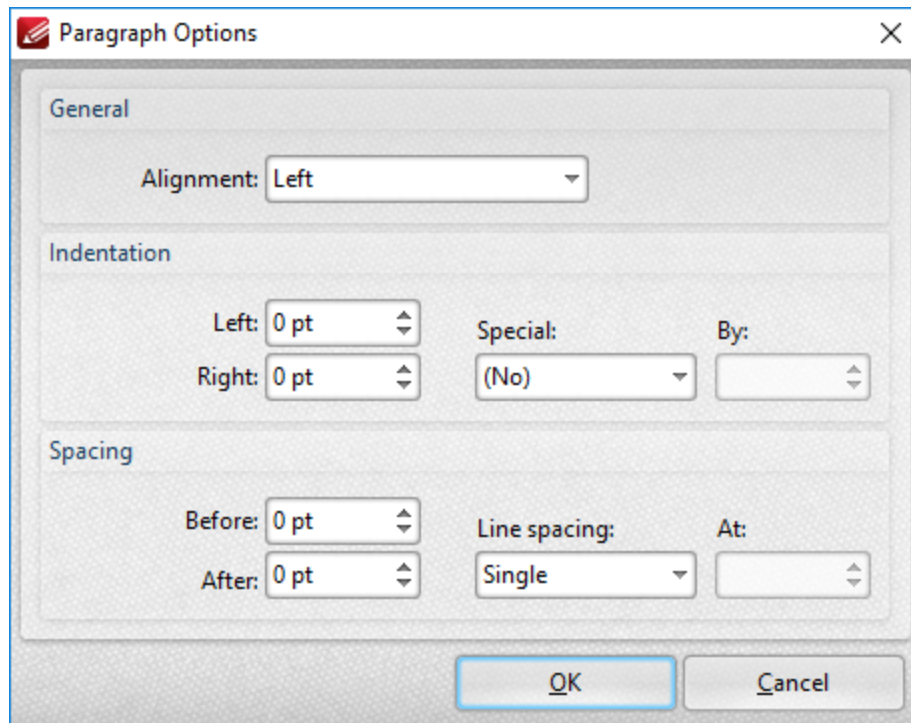 Paragraph Options
General
Alignment: Left
Indentation
Left: 0 pt
Special: By:
Right: 0 pt (No)
Spacing
Before: 0 pt
Line spacing: At:
After: 0 pt Single
OK Cancel